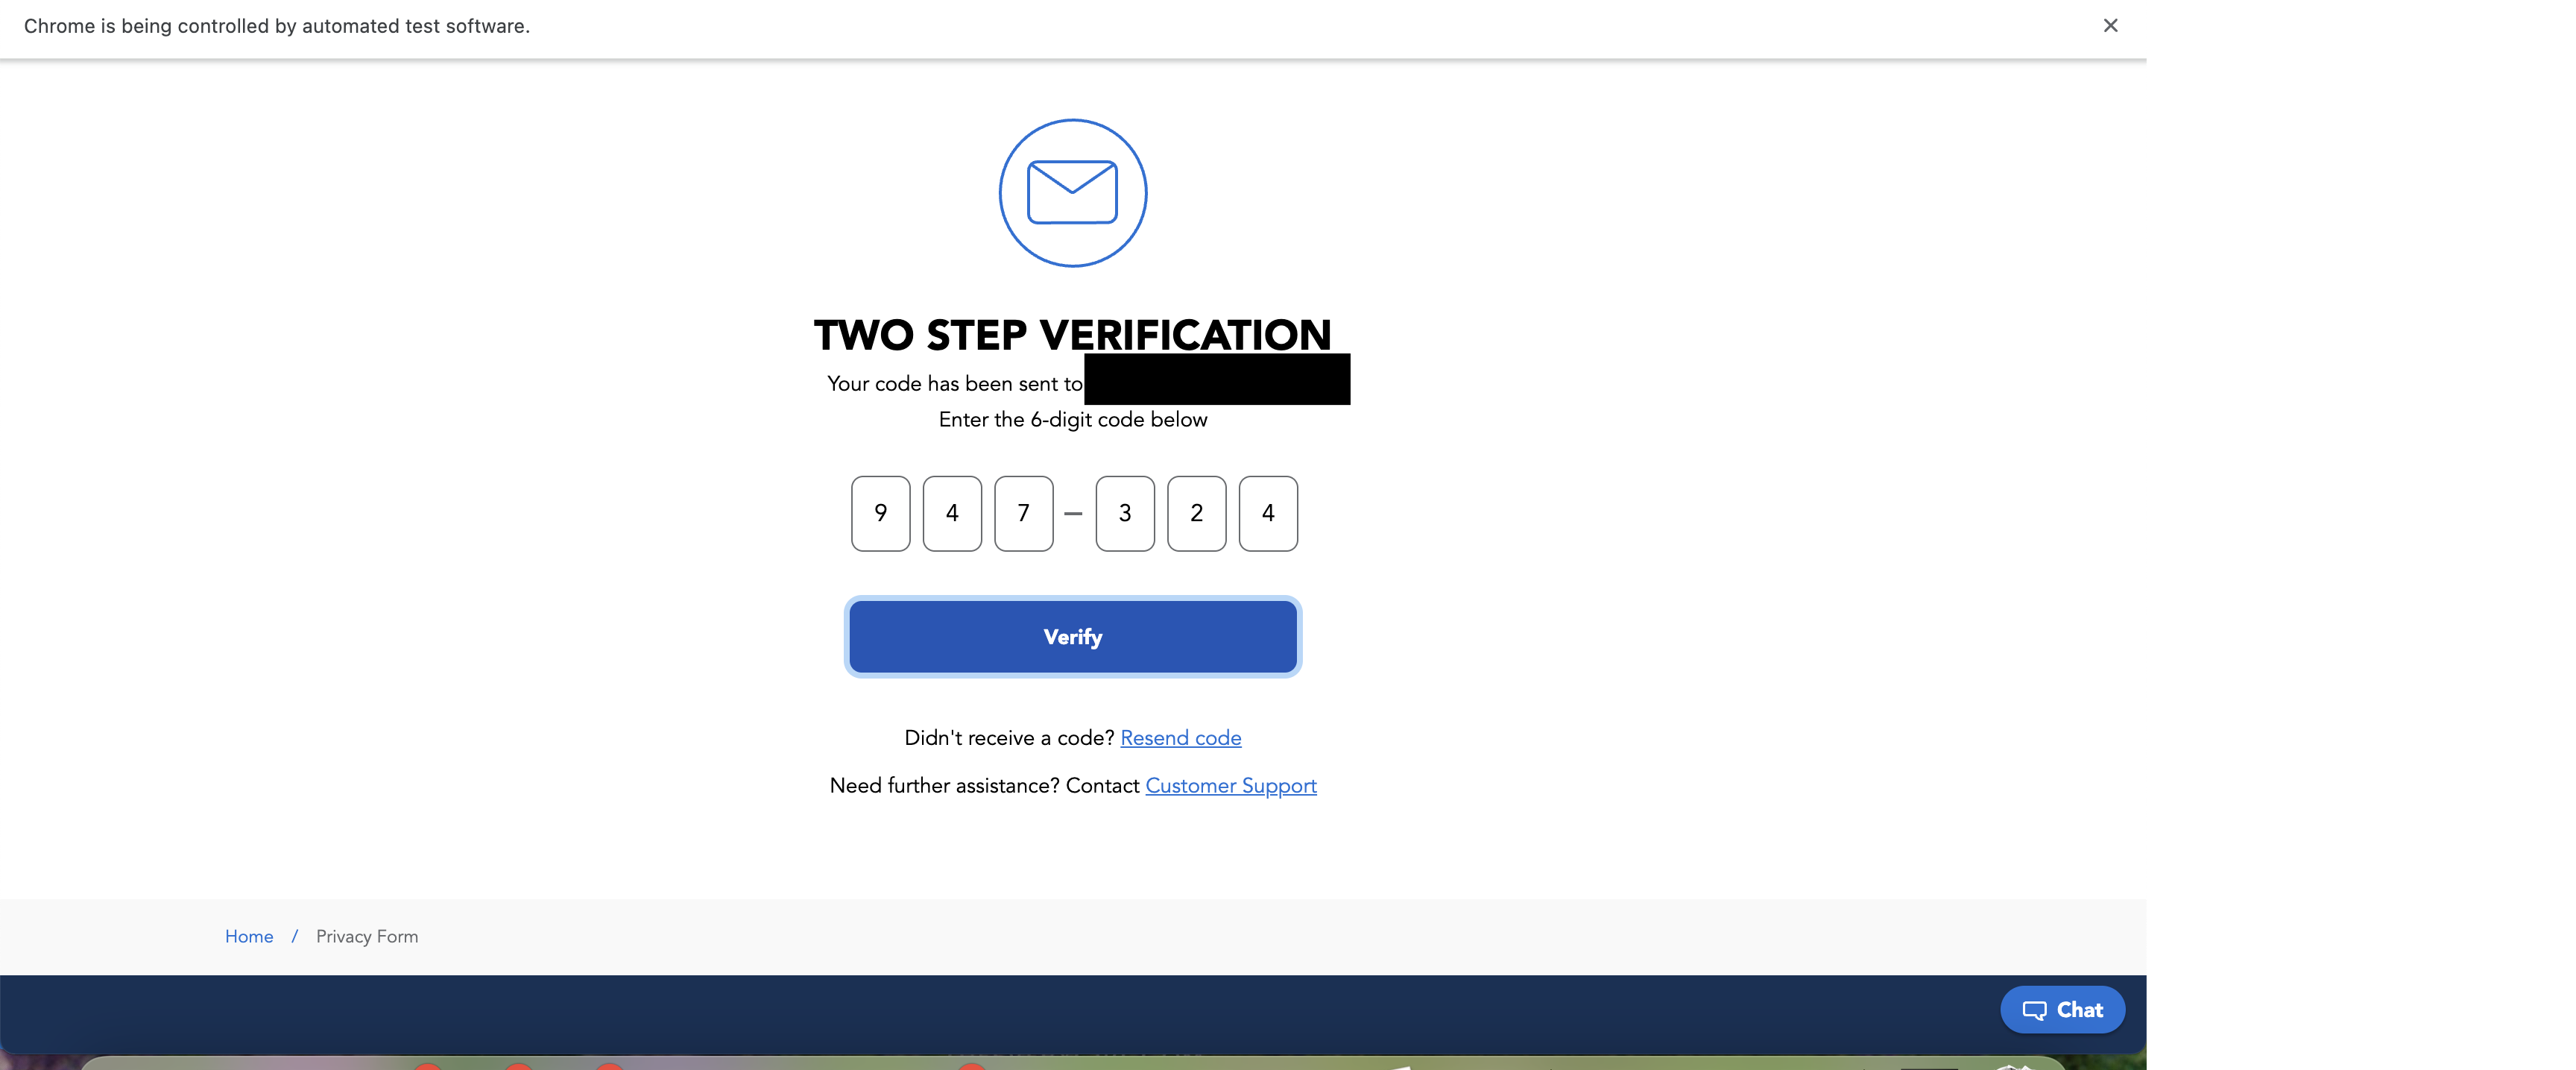 Chrome is being controlled by automated test software.
TWO STEP VERIFICATION
Your code has been sent to
Enter the 6-digit code below
9 4 7 – 3 2 4
Verify
Didn't receive a code? Resend code
Need further assistance? Contact Customer Support
Home / Privacy Form
Chat